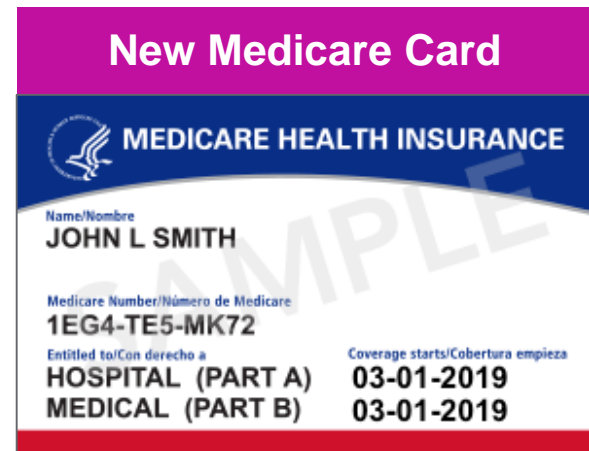 New Medicare Card
MEDICARE HEALTH INSURANCE
Name/Nombre
JOHN L SMITH
Medicare Number/Número de Medicare
1EG4-TE5-MK72
Entitled to/Con derecho a Coverage starts/Cobertura empieza
HOSPITAL (PART A) 03-01-2019
MEDICAL (PART B) 03-01-2019
SAMPLE